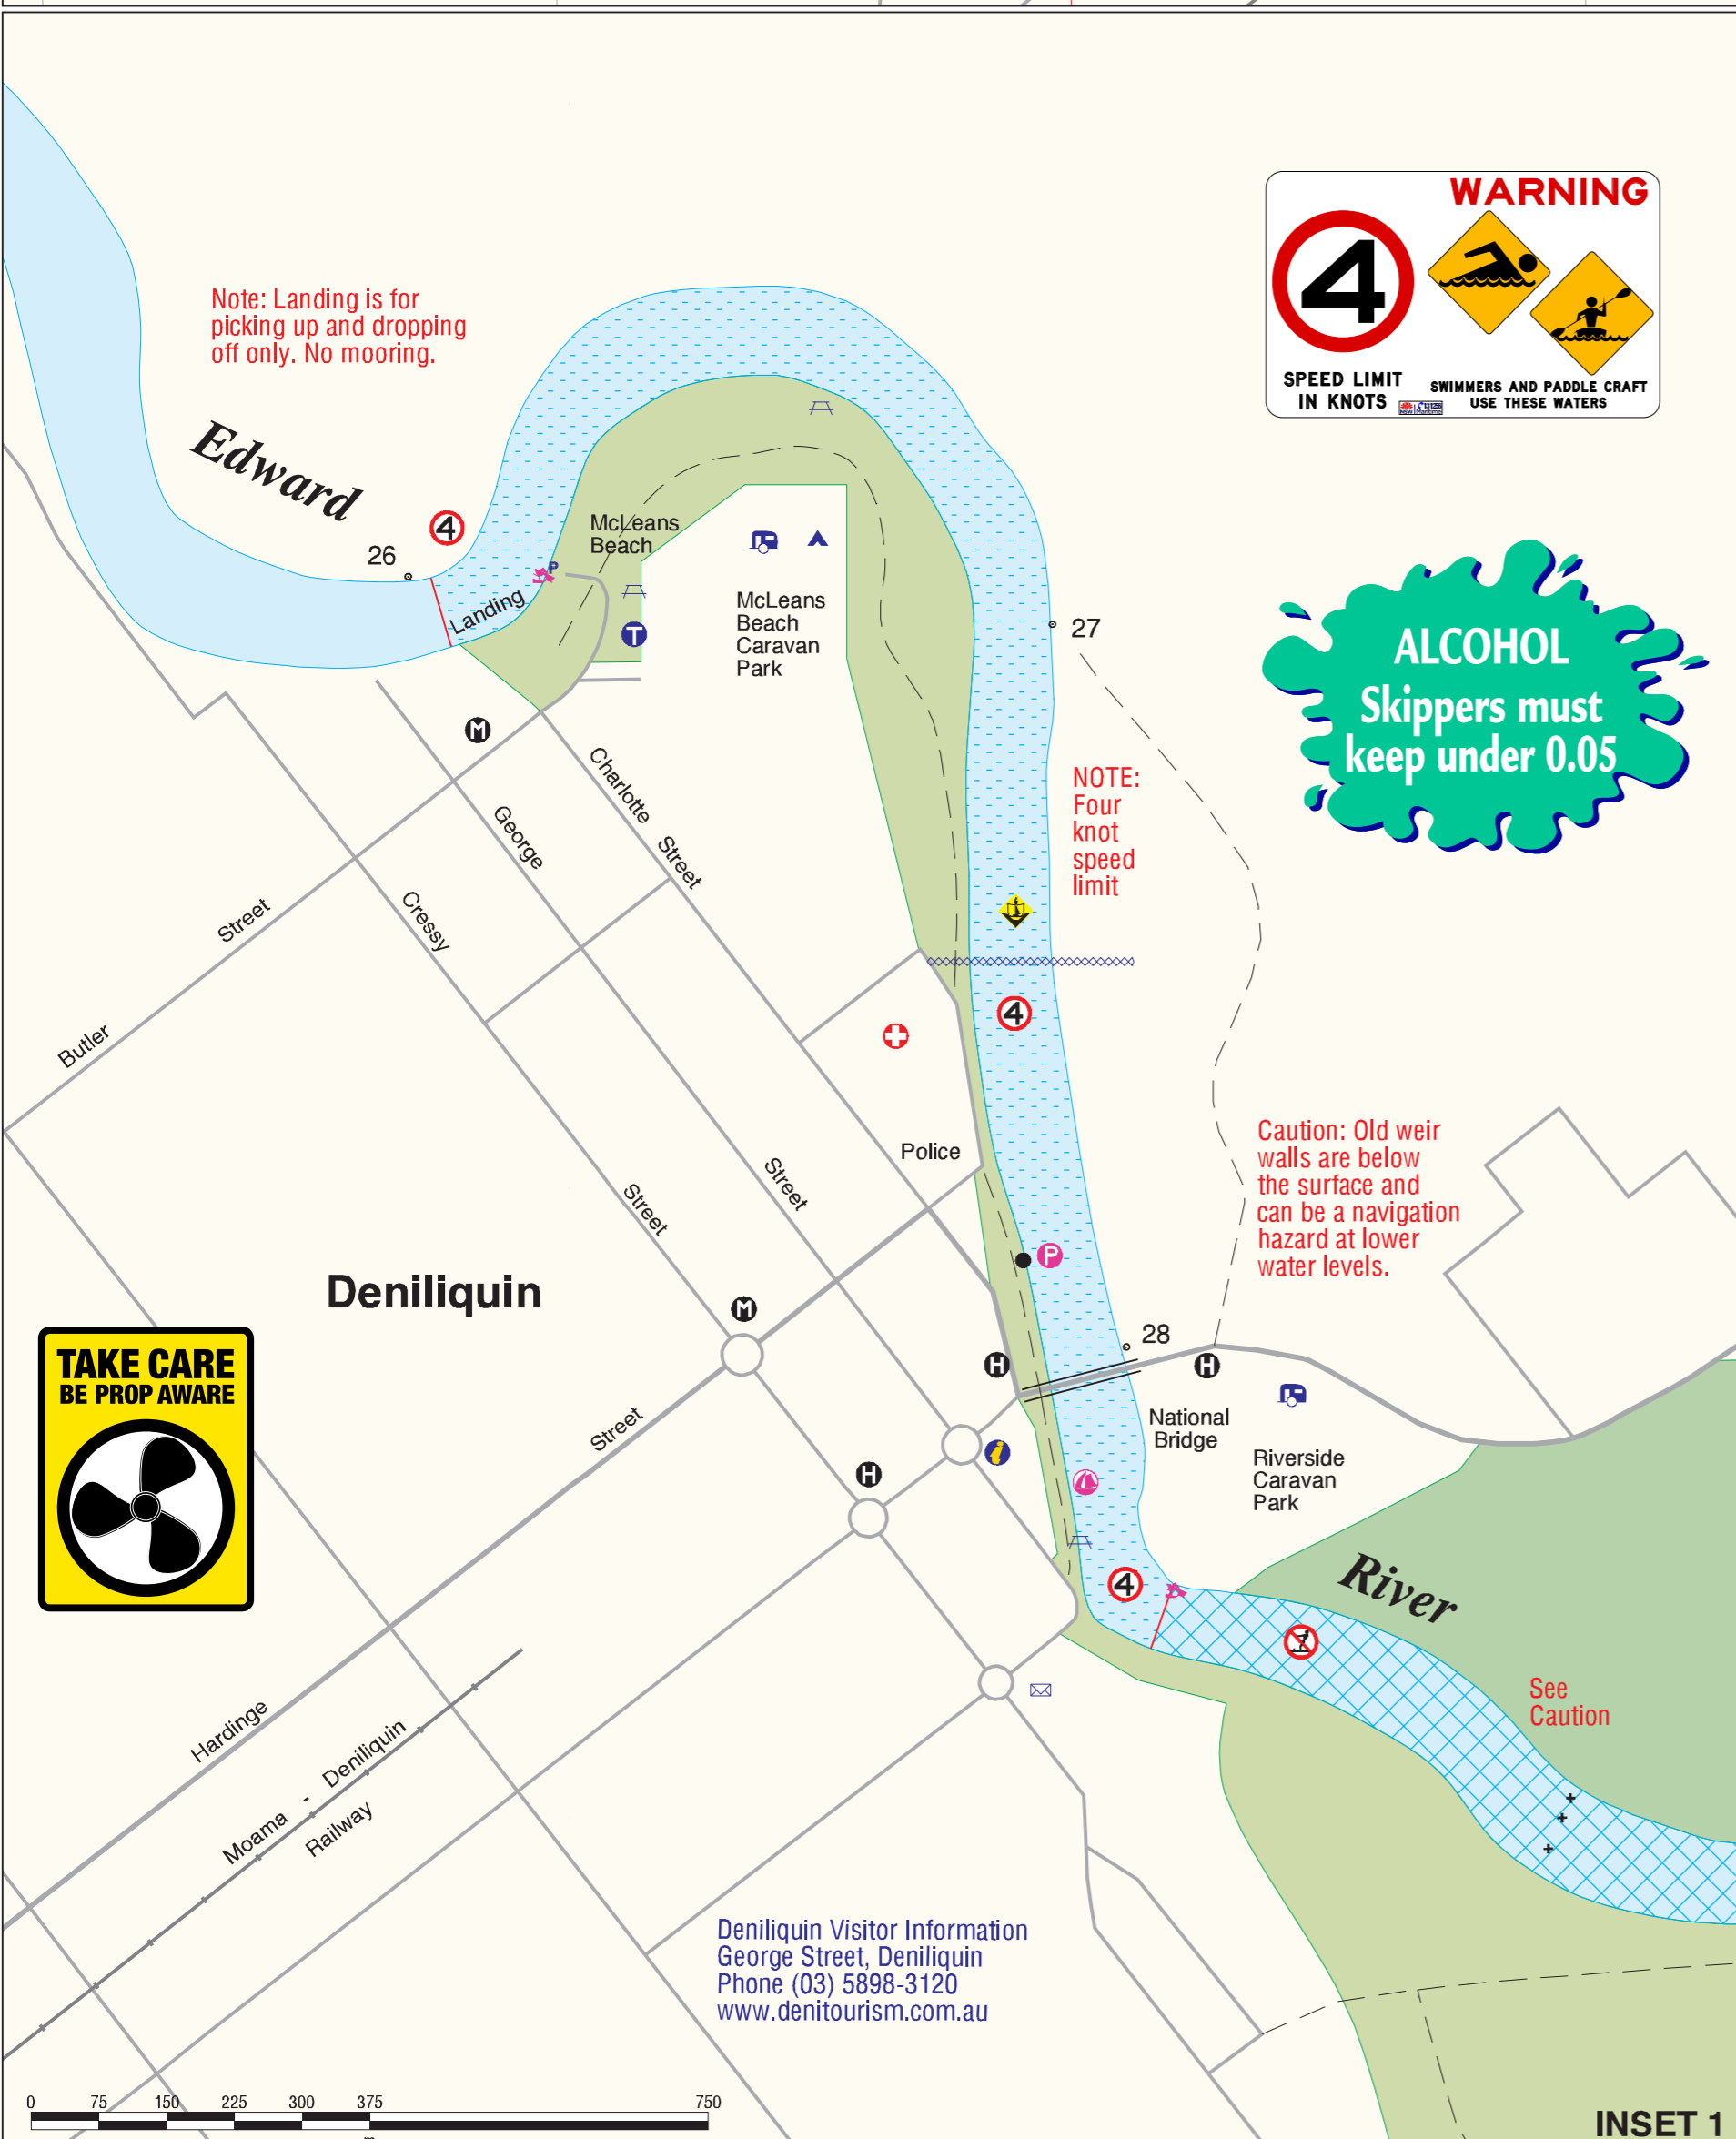 WARNING
4
SPEED LIMIT
IN KNOTS
SWIMMERS AND PADDLE CRAFT
USE THESE WATERS
Note: Landing is for
picking up and dropping
off only. No mooring.
Edward
4
26
McLeans
Beach
P
Landing
T
McLeans
Beach
Caravan
Park
27
ALCOHOL
Skippers must
keep under 0.05
M
Charlotte Street
George
Cressy
Street
Butler
NOTE:
Four
knot
speed
limit
4
Police
Caution: Old weir
walls are below
the surface and
can be a navigation
hazard at lower
water levels.
Street
Street
P
Deniliquin
M
28
H
H
National
Bridge
Riverside
Caravan
Park
TAKE CARE
BE PROP AWARE
Street
i
H
4
River
See
Caution
Hardinge
Moama - Deniliquin
Railway
Deniliquin Visitor Information
George Street, Deniliquin
Phone (03) 5898-3120
www.denitourism.com.au
0 75 150 225 300 375 750
m
INSET 1